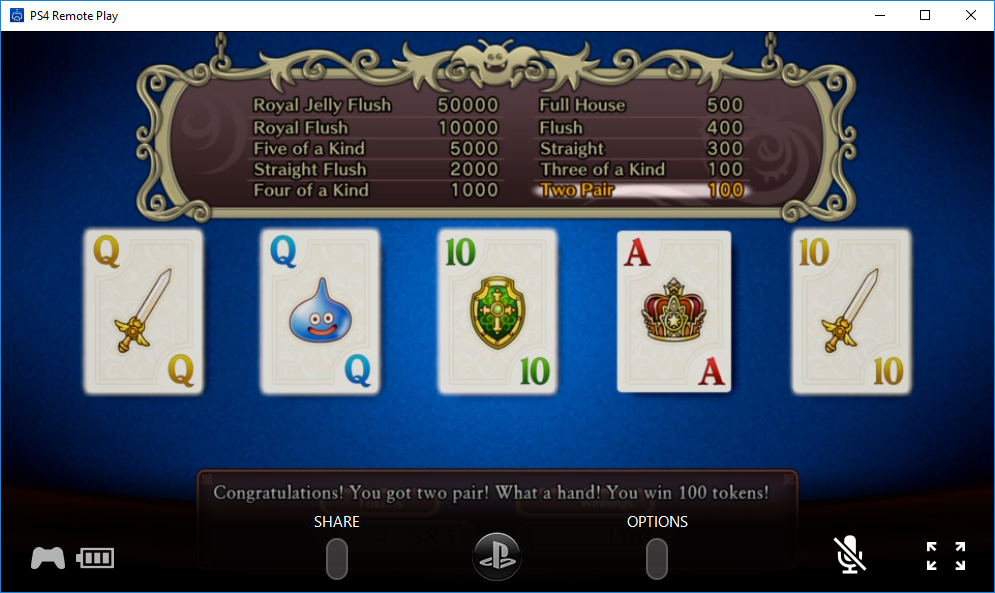 PS4 Remote Play
Royal Jelly Flush 50000 Full House 500
Royal Flush 10000 Flush 400
Five of a Kind 5000 Straight 300
Straight Flush 2000 Three of a Kind 100
Four of a Kind 1000 Two Pair 100
Q Q 10 A 10
Q Q 10 A 10
Congratulations! You got two pair! What a hand! You win 100 tokens!
SHARE OPTIONS